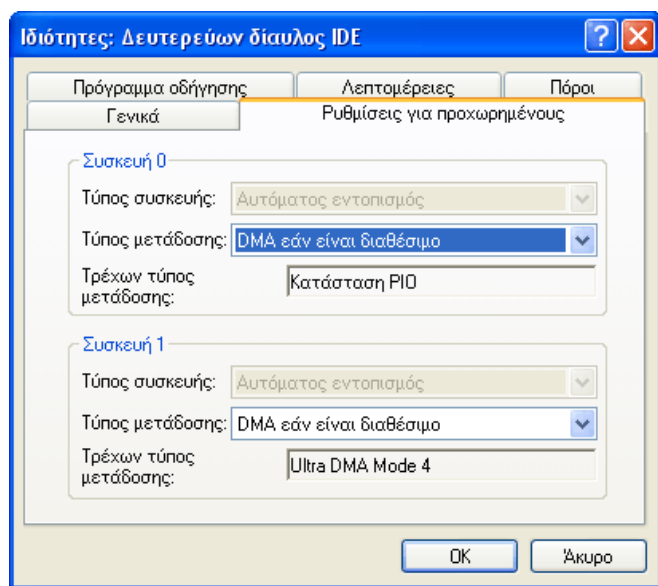 Ιδιότητες: Δευτερεύων δίαυλος IDE
Πρόγραμμα οδήγησης Λεπτομέρειες Πόροι
Γενικά Ρυθμίσεις για προχωρημένους
Συσκευή 0
Τύπος συσκευής: Αυτόματος εντοπισμός
Τύπος μετάδοσης: DMA εάν είναι διαθέσιμο
Τρέχων τύπος
μετάδοσης: Κατάσταση PIO
Συσκευή 1
Τύπος συσκευής: Αυτόματος εντοπισμός
Τύπος μετάδοσης: DMA εάν είναι διαθέσιμο
Τρέχων τύπος
μετάδοσης: Ultra DMA Mode 4
OK Άκυρο